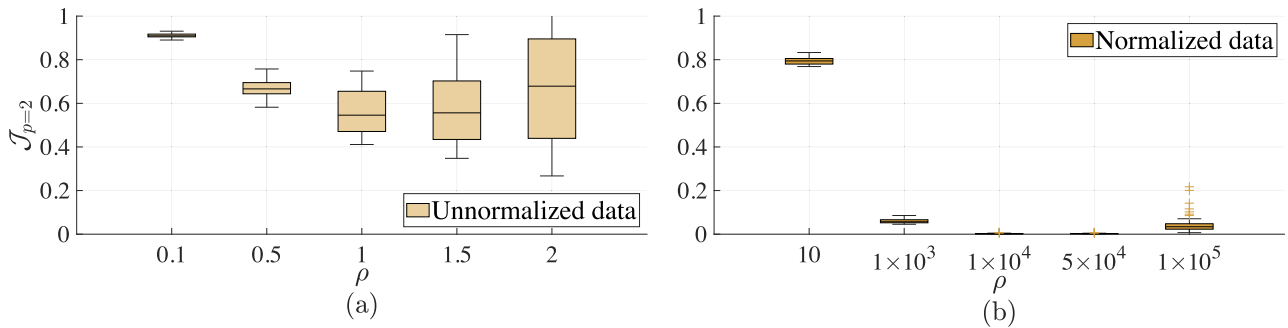 1
0.8
0.6
0.4
0.2
0
𝒥p=2
0.1 0.5 1 1.5 2
ρ
Unnormalized data
(a)
1
0.8
0.6
0.4
0.2
0
10 1×10³ 1×10⁴ 5×10⁴ 1×10⁵
ρ
Normalized data
(b)